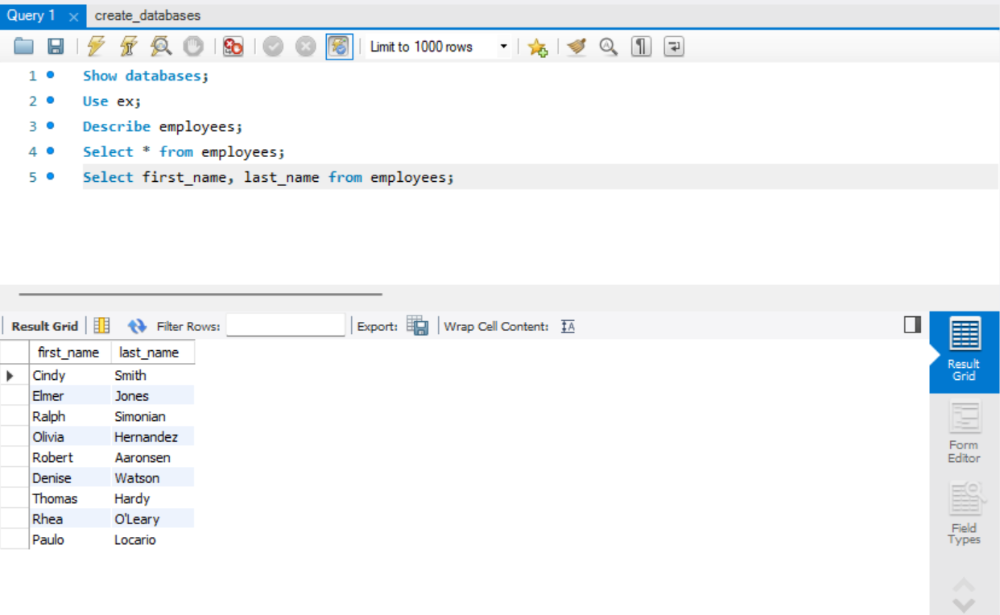 Query 1 × create_databases
Limit to 1000 rows
1 Show databases;
2 Use ex;
3 Describe employees;
4 Select * from employees;
5 Select first_name, last_name from employees;
Result Grid Filter Rows: Export: Wrap Cell Content: IA
first_name last_name
Cindy Smith
Elmer Jones
Ralph Simonian
Olivia Hernandez
Robert Aaronsen
Denise Watson
Thomas Hardy
Rhea O'Leary
Paulo Locario
Result
Grid
Form
Editor
Field
Types